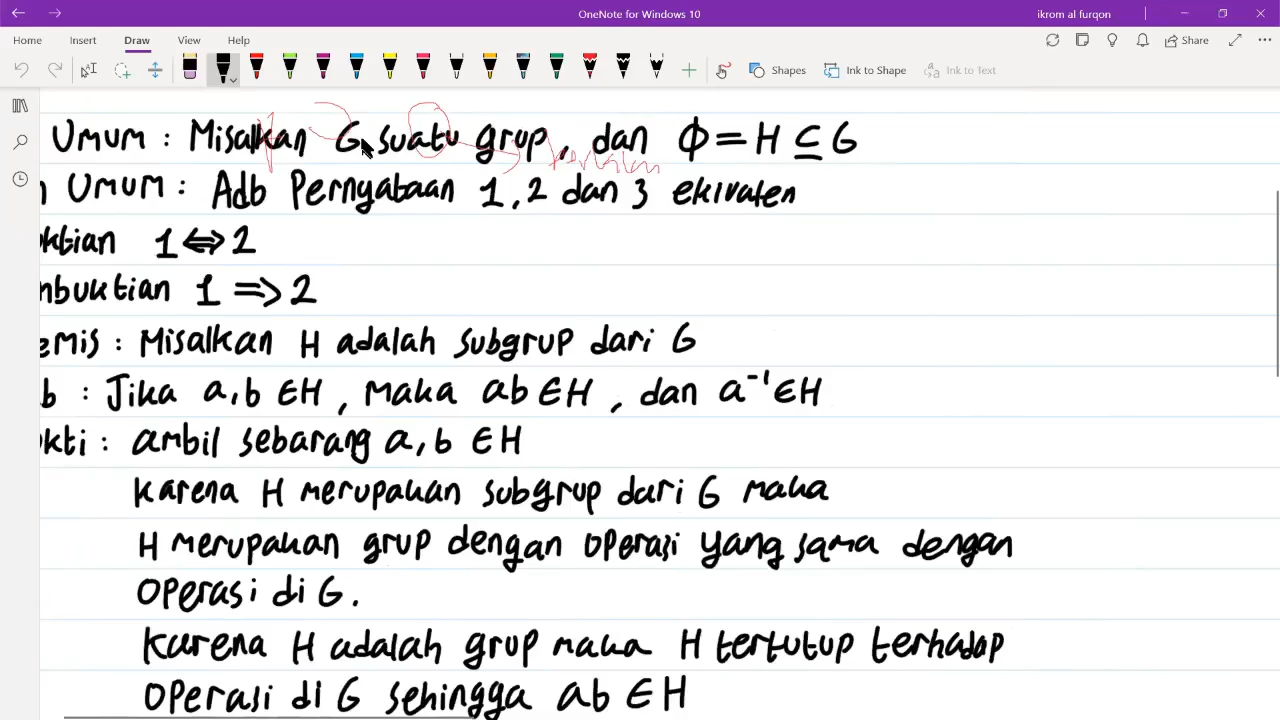 OneNote for Windows 10
ikrom al furqon
Home Insert Draw View Help
Share
Shapes Ink to Shape Ink to Text
Umum : Misalkan G suatu grup, dan ϕ = H ⊆ G
n Umum : Adb Pernyataan 1, 2 dan 3 ekivalen
uktian 1 ⇔ 2
mbuktian 1 ⇒ 2
emis : Misalkan H adalah subgrup dari G
b : Jika a, b ∈ H, maka ab ∈ H, dan a⁻¹ ∈ H
ukti : ambil sebarang a, b ∈ H
karena H merupakan subgrup dari G maka
H merupakan grup dengan operasi yang sama dengan
operasi di G.
karena H adalah grup maka H tertutup terhadap
operasi di G sehingga ab ∈ H